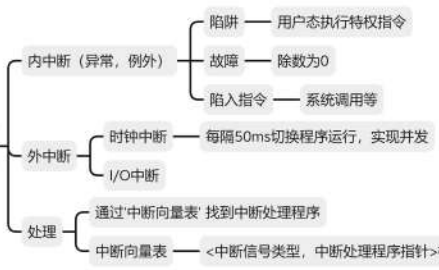 陷阱
用户态执行特权指令
内中断（异常，例外）
故障
除数为0
陷入指令
系统调用等
时钟中断
每隔50ms切换程序运行，实现并发
外中断
I/O中断
通过'中断向量表' 找到中断处理程序
处理
中断向量表
<中断信号类型，中断处理程序指针>